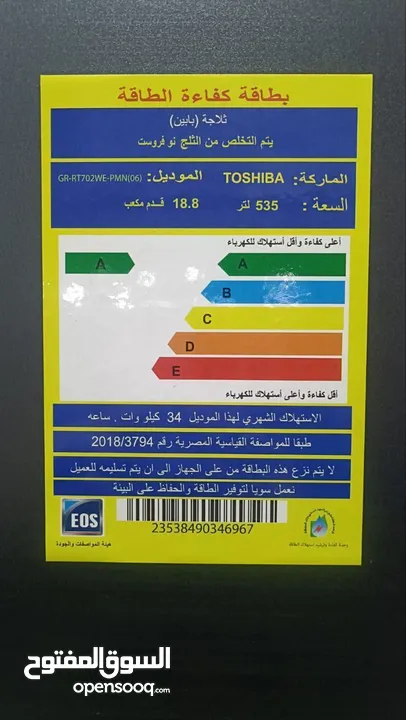 بطاقة كفاءة الطاقة
ثلاجة (بابين)
يتم التخلص من الثلج نو فروست
الماركة: TOSHIBA الموديل: GR-RT702WE-PMN(06)
السعة : 535 لتر 18.8 قدم مكعب
أعلى كفاءة وأقل أستهلاك للكهرباء
A A
B
C
D
E
أقل كفاءة وأعلى أستهلاك للكهرباء
الاستهلاك الشهري لهذا الموديل 34 كيلو وات . ساعه
طبقا للمواصفة القياسية المصرية رقم 2018/3794
لا يتم نزع هذه البطاقة من على الجهاز الى ان يتم تسليمه للعميل
نعمل سويا لتوفير الطاقة والحفاظ على البيئة
EOS
23538490346967
هيئة المواصفات والجودة
السوق المفتوح
opensooq.com